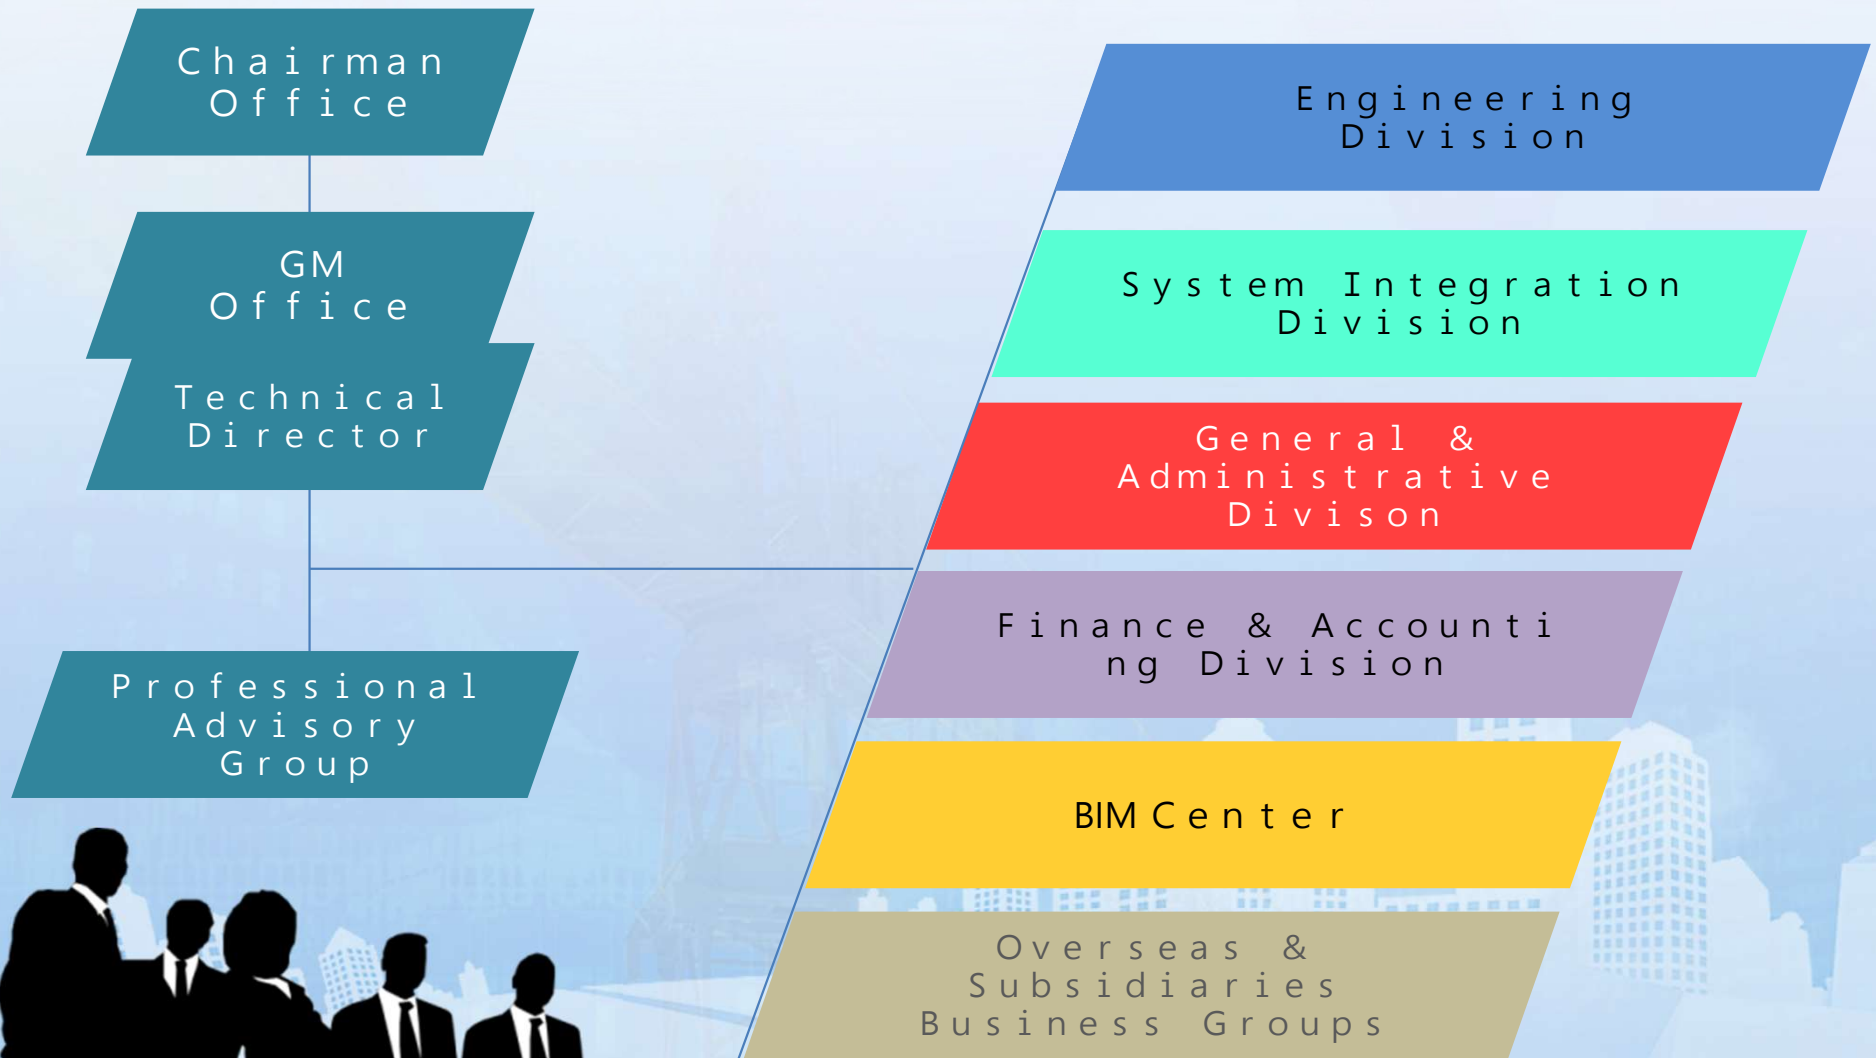 Chairman
Office
GM
Office
Technical
Director
Professional
Advisory
Group
Engineering
Division
System Integration
Division
General &
Administrative
Divison
Finance & Accounti
ng Division
BIM Center
Overseas &
Subsidiaries
Business Groups